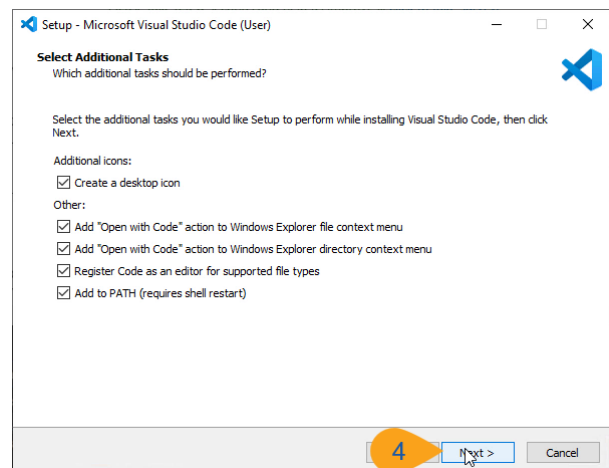 Setup - Microsoft Visual Studio Code (User)
Select Additional Tasks
Which additional tasks should be performed?
Select the additional tasks you would like Setup to perform while installing Visual Studio Code, then click
Next.
Additional icons:
Create a desktop icon
Other:
Add "Open with Code" action to Windows Explorer file context menu
Add "Open with Code" action to Windows Explorer directory context menu
Register Code as an editor for supported file types
Add to PATH (requires shell restart)
4 Next > Cancel